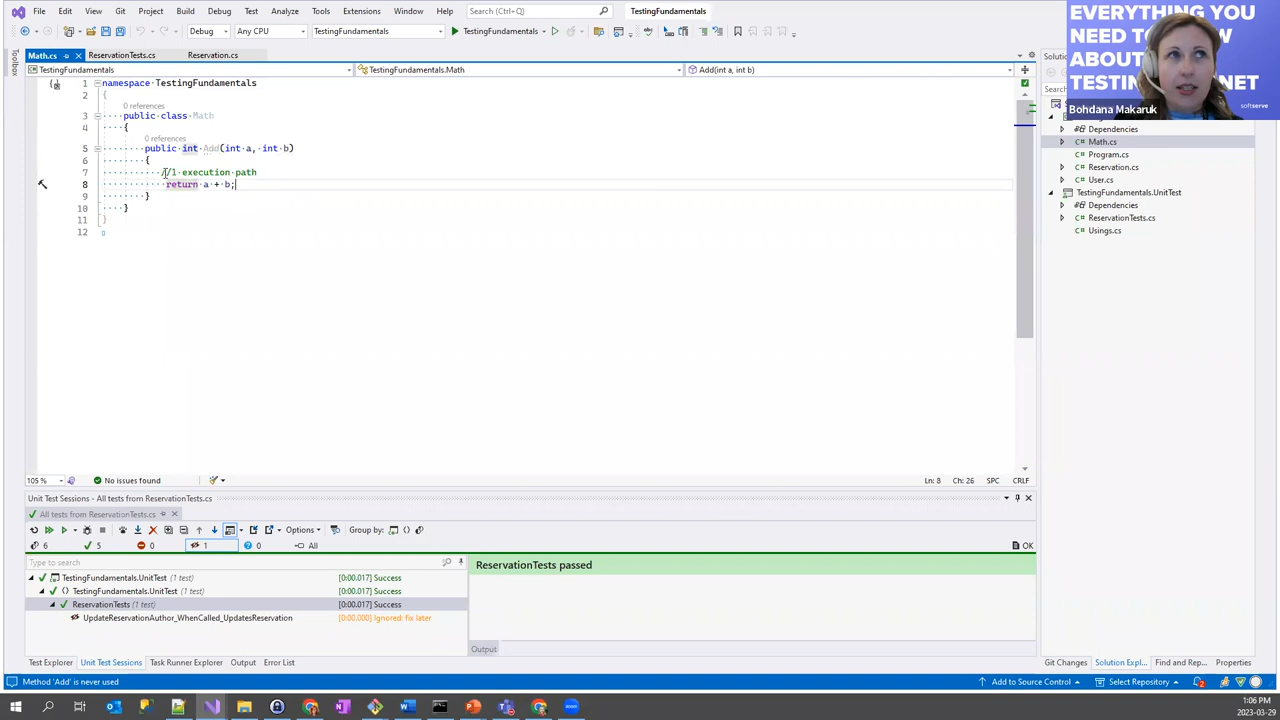 File Edit View Git Project Build Debug Test Analyze Tools Extensions Window Help Search (Ctrl+Q) TestingFundamentals
Debug Any CPU TestingFundamentals TestingFundamentals
EVERYTHING YOU
NEED TO KNOW
ABOUT
TESTING .NET
Bohdana Makaruk
softserve
Toolbox
Math.cs ReservationTests.cs Reservation.cs
TestingFundamentals TestingFundamentals.Math Add(int a, int b)
1 namespace TestingFundamentals
2 {
0 references
3 public class Math
4 {
0 references
5 public int Add(int a, int b)
6 {
7 //1 execution path
8 return a + b;
9 }
10 }
11 }
12
Dependencies
Math.cs
Program.cs
Reservation.cs
User.cs
TestingFundamentals.UnitTest
Dependencies
ReservationTests.cs
Usings.cs
105 % No issues found Ln: 8 Ch: 26 SPC CRLF
Unit Test Sessions - All tests from ReservationTests.cs
All tests from ReservationTests.cs
Options Group by:
6 5 0 1 0 All OK
Type to search
TestingFundamentals.UnitTest (1 test) [0:00.017] Success
TestingFundamentals.UnitTest (1 test) [0:00.017] Success
ReservationTests (1 test) [0:00.017] Success
UpdateReservationAuthor_WhenCalled_UpdatesReservation [0:00.000] Ignored: fix later
ReservationTests passed
Output
Test Explorer Unit Test Sessions Task Runner Explorer Output Error List
Git Changes Solution Expl... Find and Rep... Properties
Method 'Add' is never used Add to Source Control Select Repository 2
1:06 PM
2023-03-29